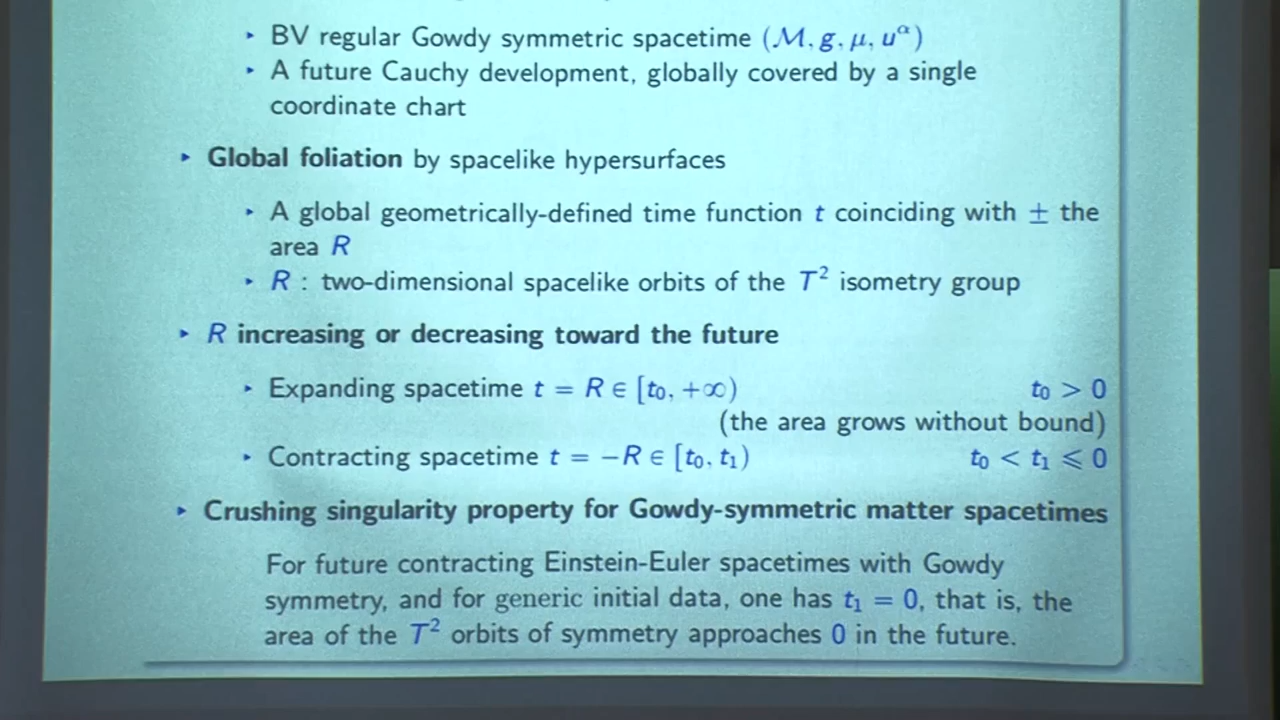 ‣ BV regular Gowdy symmetric spacetime (M, g, μ, uᵅ)
‣ A future Cauchy development, globally covered by a single
coordinate chart
‣ Global foliation by spacelike hypersurfaces
‣ A global geometrically-defined time function t coinciding with ± the
area R
‣ R : two-dimensional spacelike orbits of the T² isometry group
‣ R increasing or decreasing toward the future
‣ Expanding spacetime t = R ∈ [t₀, +∞) t₀ > 0
(the area grows without bound)
‣ Contracting spacetime t = −R ∈ [t₀, t₁) t₀ < t₁ ⩽ 0
‣ Crushing singularity property for Gowdy-symmetric matter spacetimes
For future contracting Einstein-Euler spacetimes with Gowdy
symmetry, and for generic initial data, one has t₁ = 0, that is, the
area of the T² orbits of symmetry approaches 0 in the future.